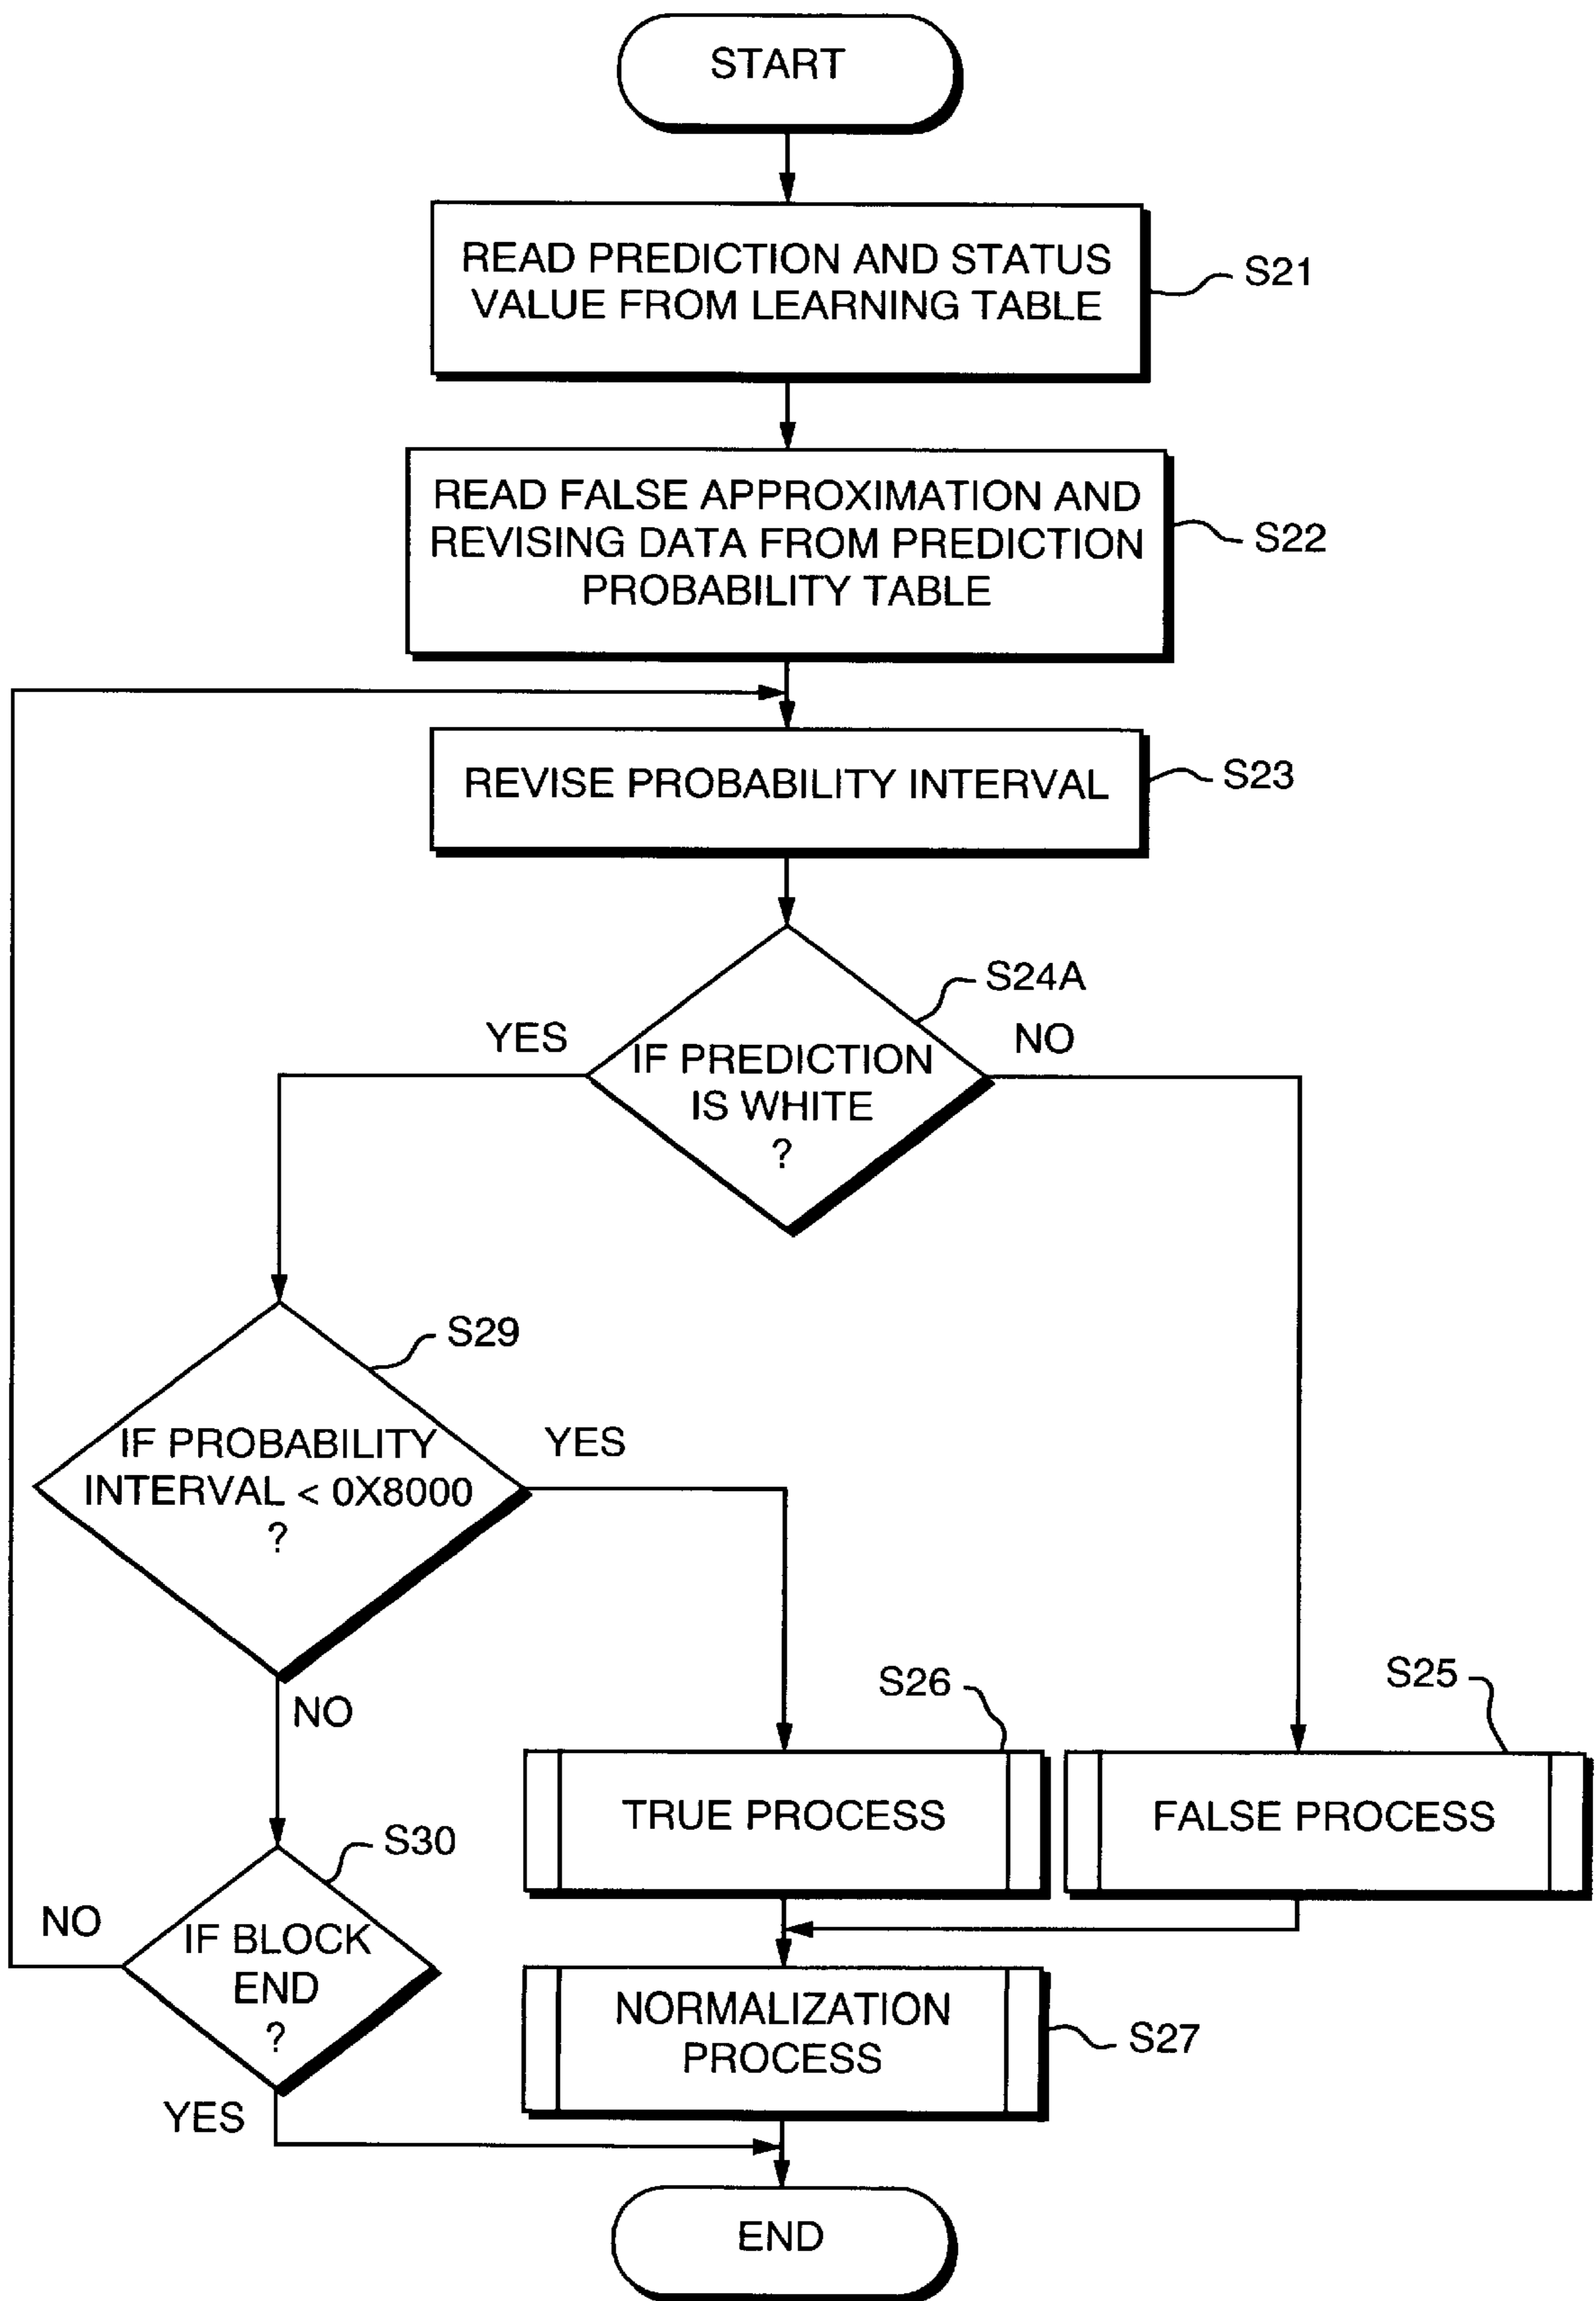 START
READ PREDICTION AND STATUS
VALUE FROM LEARNING TABLE
S21
READ FALSE APPROXIMATION AND
REVISING DATA FROM PREDICTION
PROBABILITY TABLE
S22
REVISE PROBABILITY INTERVAL
S23
S24A
YES
NO
IF PREDICTION
IS WHITE
?
S29
IF PROBABILITY
INTERVAL < 0X8000
?
YES
NO
S26
S25
TRUE PROCESS
FALSE PROCESS
S30
NO
IF BLOCK
END
?
YES
NORMALIZATION
PROCESS
S27
END